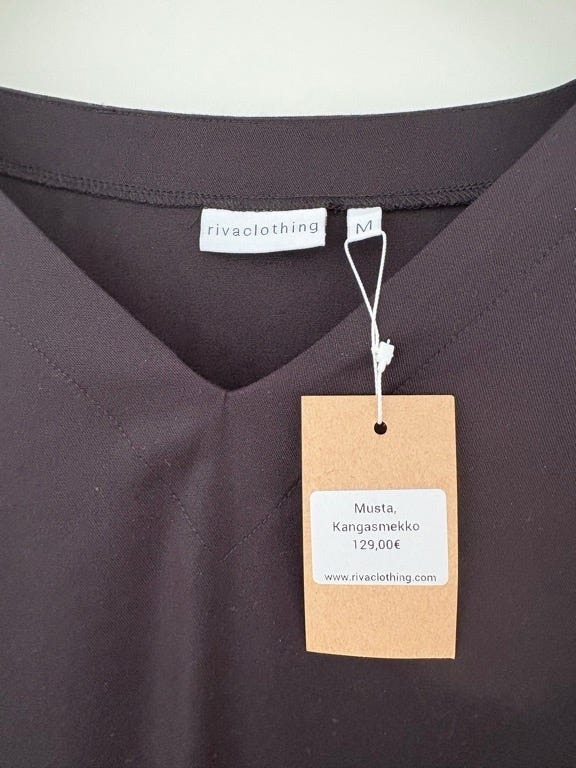 rivaclothing
M
Musta,
Kangasmekko
129,00€
www.rivaclothing.com